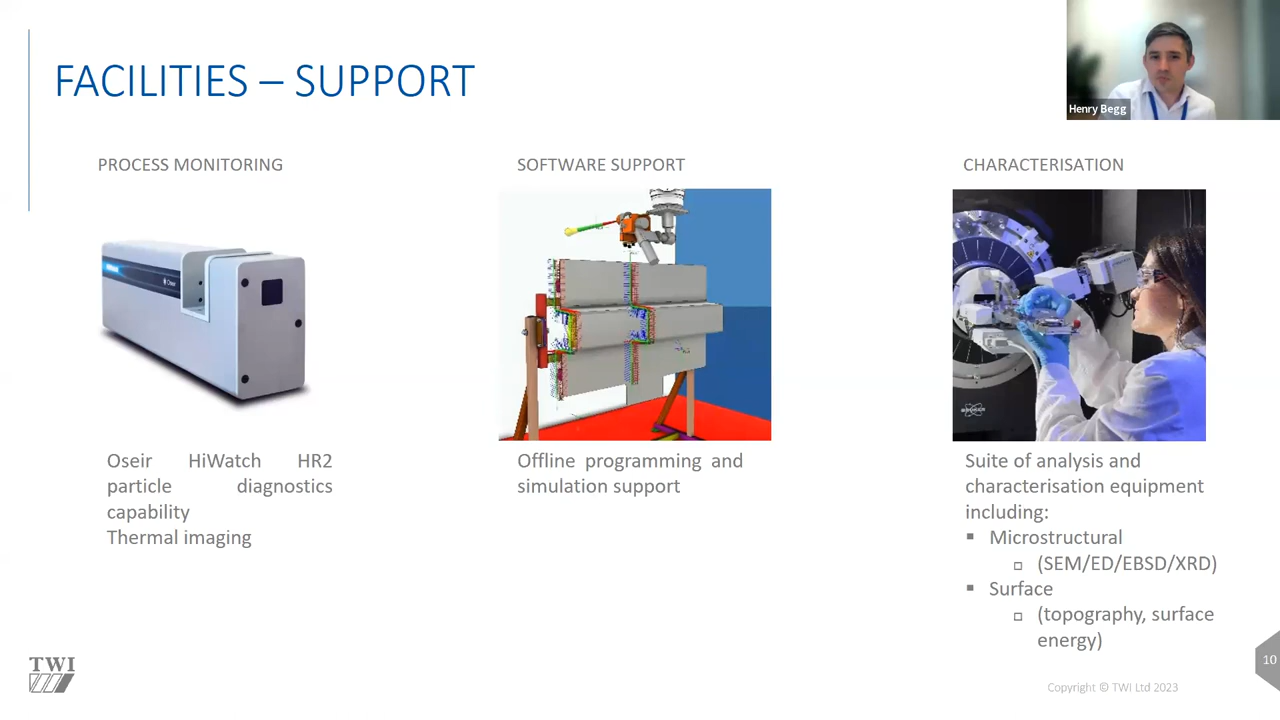 FACILITIES – SUPPORT
Henry Begg
PROCESS MONITORING
SOFTWARE SUPPORT
CHARACTERISATION
BRUKER
Oseir HiWatch HR2
particle diagnostics
capability
Thermal imaging
Offline programming and
simulation support
Suite of analysis and
characterisation equipment
including:
▪ Microstructural
▫ (SEM/ED/EBSD/XRD)
▪ Surface
▫ (topography, surface
energy)
TWI
10
Copyright © TWI Ltd 2023